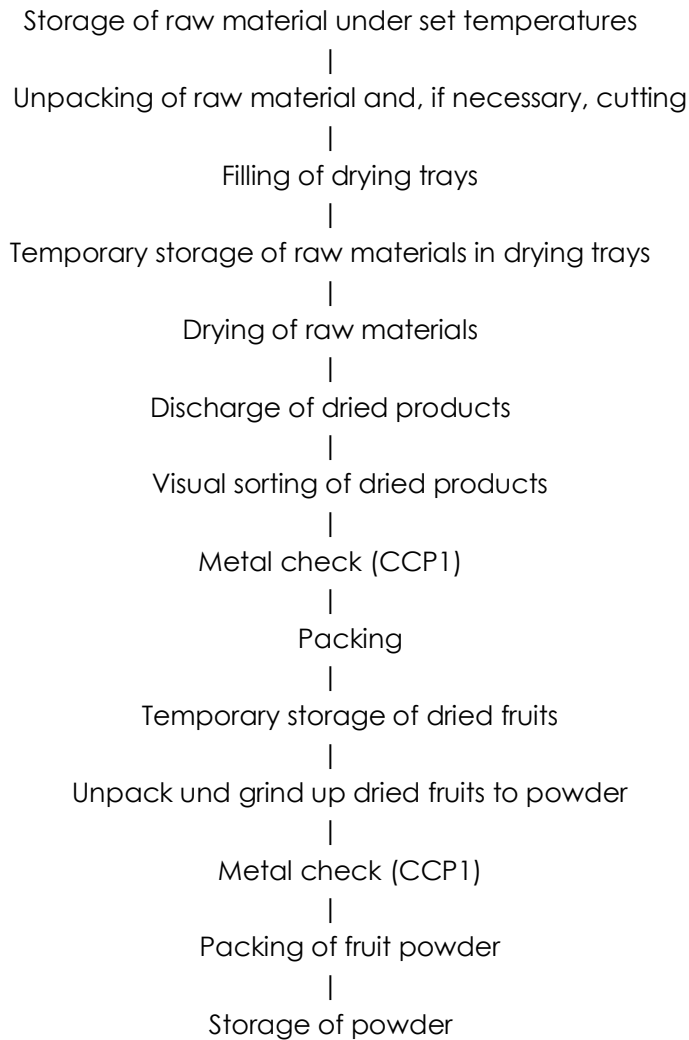 Storage of raw material under set temperatures
|
Unpacking of raw material and, if necessary, cutting
|
Filling of drying trays
|
Temporary storage of raw materials in drying trays
|
Drying of raw materials
|
Discharge of dried products
|
Visual sorting of dried products
|
Metal check (CCP1)
|
Packing
|
Temporary storage of dried fruits
|
Unpack und grind up dried fruits to powder
|
Metal check (CCP1)
|
Packing of fruit powder
|
Storage of powder